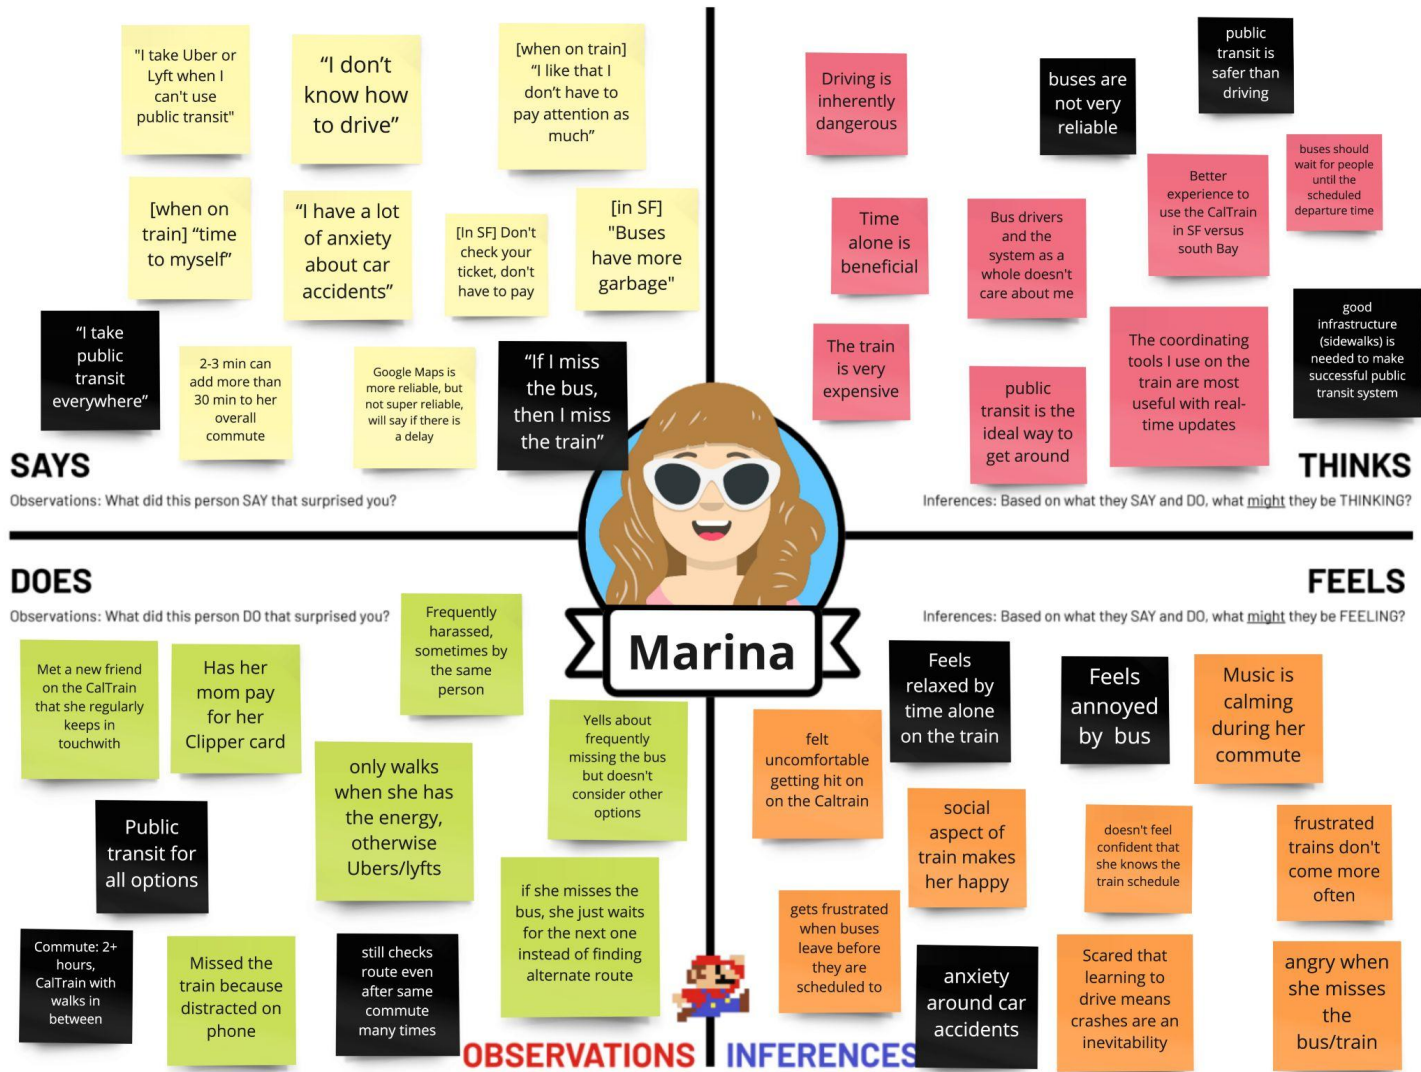 "I take Uber or
Lyft when I
can't use
public transit"
“I don’t
know how
to drive”
[when on train]
“I like that I
don’t have to
pay attention as
much”
[when on
train] “time
to myself”
“I have a lot
of anxiety
about car
accidents”
[In SF] Don't
check your
ticket, don't
have to pay
[in SF]
"Buses
have more
garbage"
“I take
public
transit
everywhere”
2-3 min can
add more than
30 min to her
overall
commute
Google Maps is
more reliable, but
not super reliable,
will say if there is
a delay
“If I miss
the bus,
then I miss
the train”
SAYS
Observations: What did this person SAY that surprised you?
Driving is
inherently
dangerous
buses are
not very
reliable
public
transit is
safer than
driving
buses should
wait for people
until the
scheduled
departure time
Better
experience to
use the CalTrain
in SF versus
south Bay
Time
alone is
beneficial
Bus drivers
and the
system as a
whole doesn't
care about me
good
infrastructure
(sidewalks) is
needed to make
successful public
transit system
The train
is very
expensive
public
transit is the
ideal way to
get around
The coordinating
tools I use on the
train are most
useful with real-
time updates
THINKS
Inferences: Based on what they SAY and DO, what might they be THINKING?
Marina
DOES
Observations: What did this person DO that surprised you?
Frequently
harassed,
sometimes by
the same
person
Met a new friend
on the CalTrain
that she regularly
keeps in
touchwith
Has her
mom pay
for her
Clipper card
Yells about
frequently
missing the bus
but doesn't
consider other
options
only walks
when she has
the energy,
otherwise
Ubers/lyfts
Public
transit for
all options
if she misses the
bus, she just waits
for the next one
instead of finding
alternate route
Commute: 2+
hours,
CalTrain with
walks in
between
Missed the
train because
distracted on
phone
still checks
route even
after same
commute
many times
OBSERVATIONS
FEELS
Inferences: Based on what they SAY and DO, what might they be FEELING?
Feels
relaxed by
time alone
on the train
Feels
annoyed
by bus
Music is
calming
during her
commute
felt
uncomfortable
getting hit on
on the Caltrain
social
aspect of
train makes
her happy
doesn't feel
confident that
she knows the
train schedule
frustrated
trains don't
come more
often
gets frustrated
when buses
leave before
they are
scheduled to
anxiety
around car
accidents
Scared that
learning to
drive means
crashes are an
inevitability
angry when
she misses
the
bus/train
INFERENCES